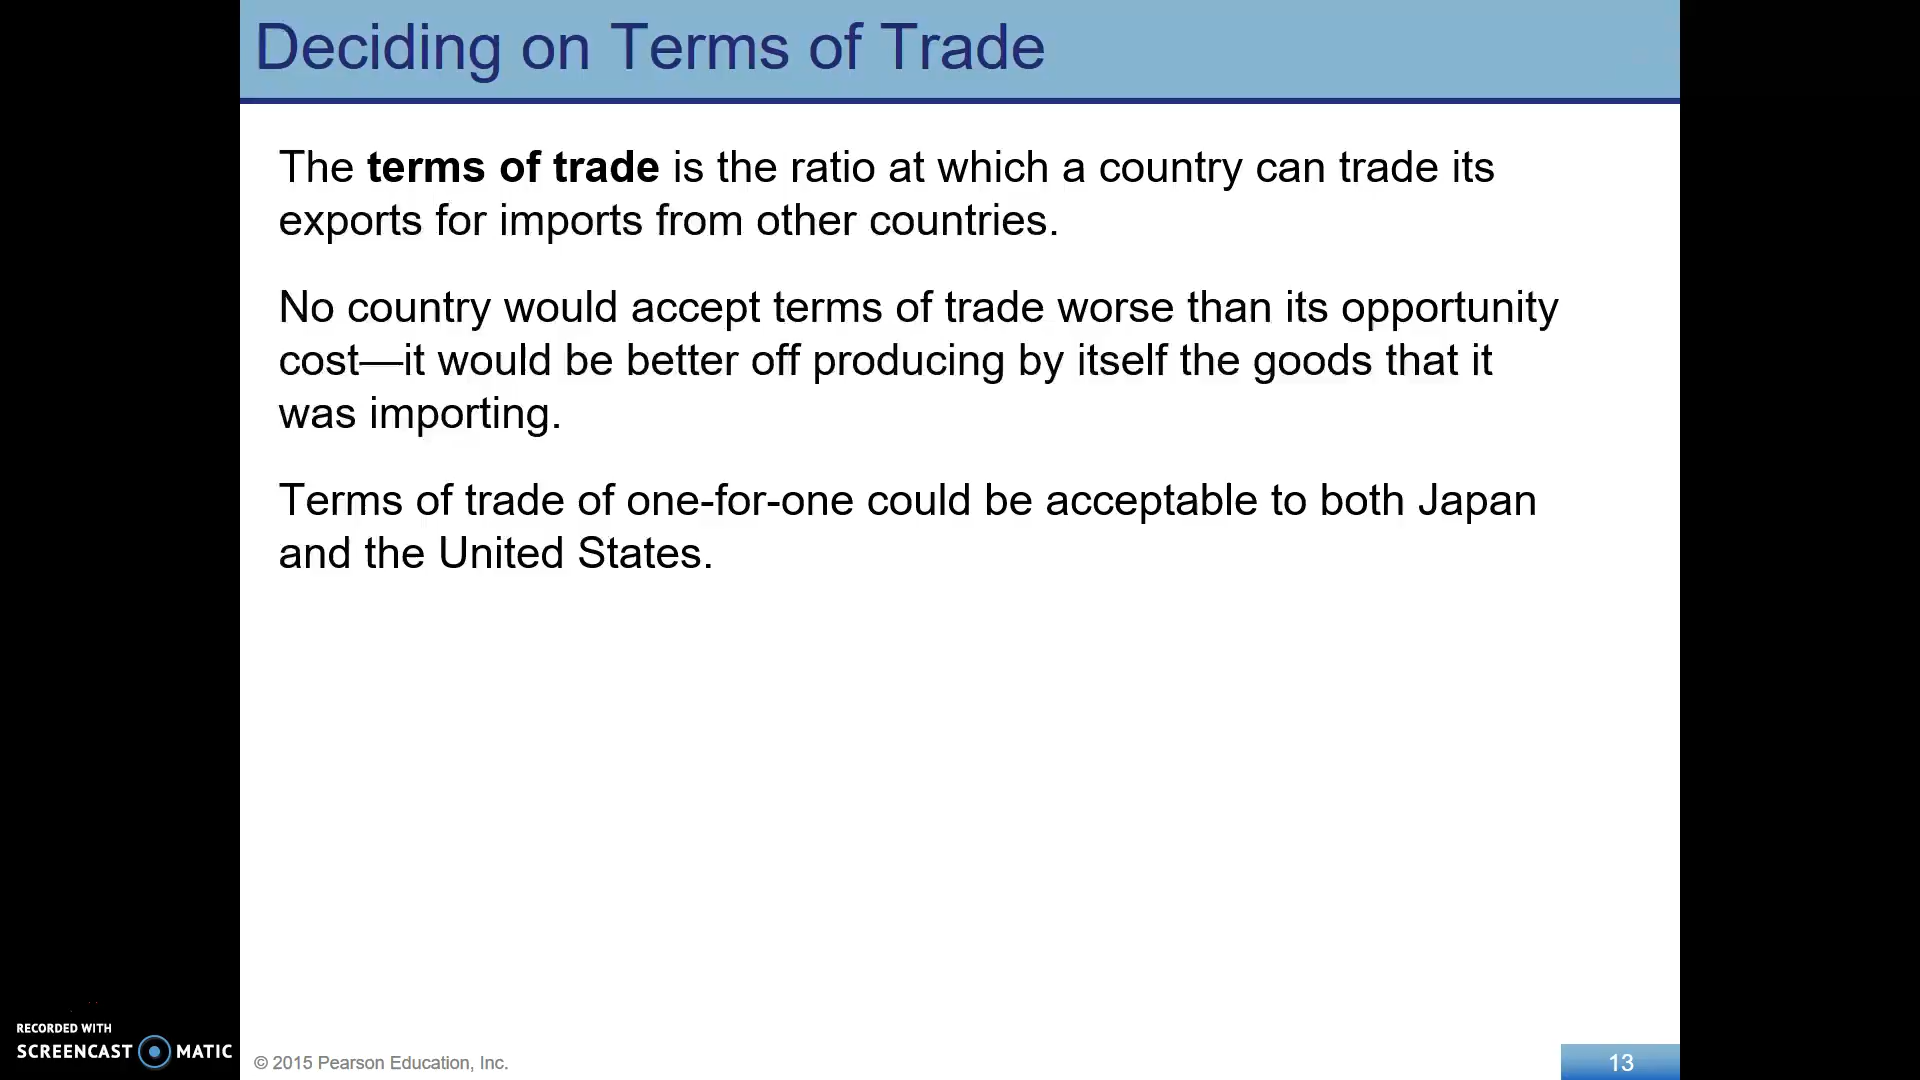 Deciding on Terms of Trade
The terms of trade is the ratio at which a country can trade its
exports for imports from other countries.
No country would accept terms of trade worse than its opportunity
cost—it would be better off producing by itself the goods that it
was importing.
Terms of trade of one-for-one could be acceptable to both Japan
and the United States.
RECORDED WITH
SCREENCAST MATIC
© 2015 Pearson Education, Inc.
13